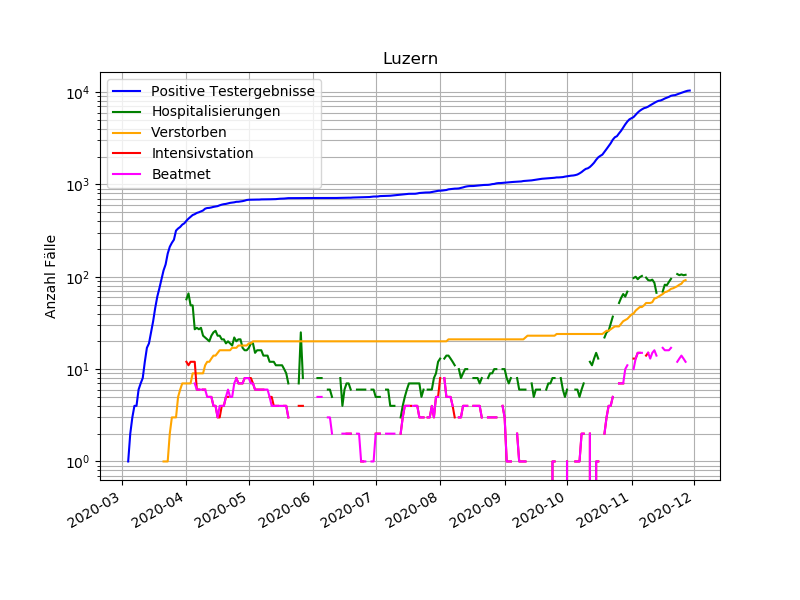 Luzern
Positive Testergebnisse
Hospitalisierungen
Verstorben
Intensivstation
Beatmet
Anzahl Fälle
10^4
10^3
10^2
10^1
10^0
2020-03
2020-04
2020-05
2020-06
2020-07
2020-08
2020-09
2020-10
2020-11
2020-12